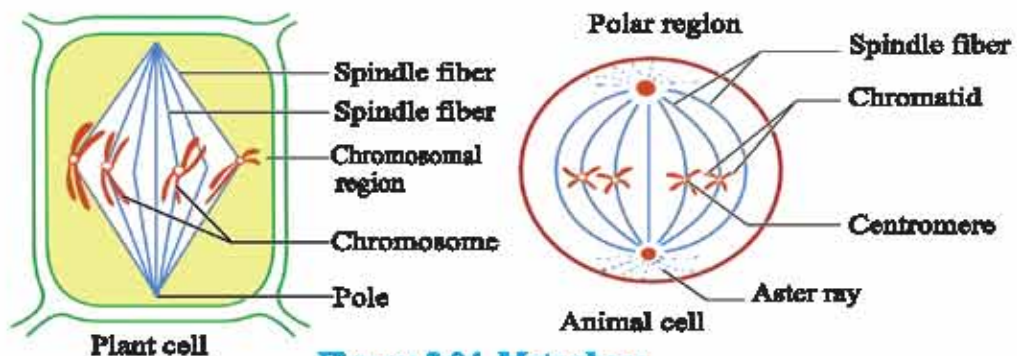 Spindle fiber
Spindle fiber
Chromosomal
region
Chromosome
Pole
Plant cell
Polar region
Spindle fiber
Chromatid
Centromere
Aster ray
Animal cell